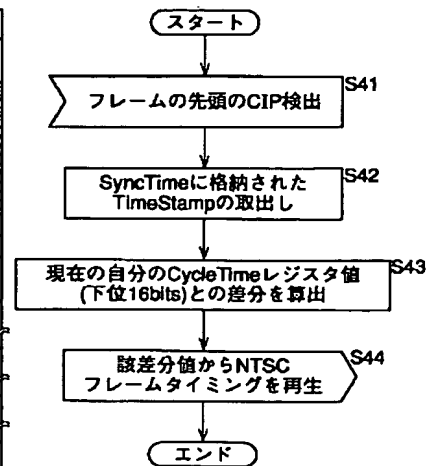 スタート
S41
フレームの先頭のCIP検出
S42
SyncTimeに格納された
TimeStampの取出し
S43
現在の自分のCycleTimeレジスタ値
(下位16bits)との差分を算出
S44
該差分値からNTSC
フレームタイミングを再生
エンド